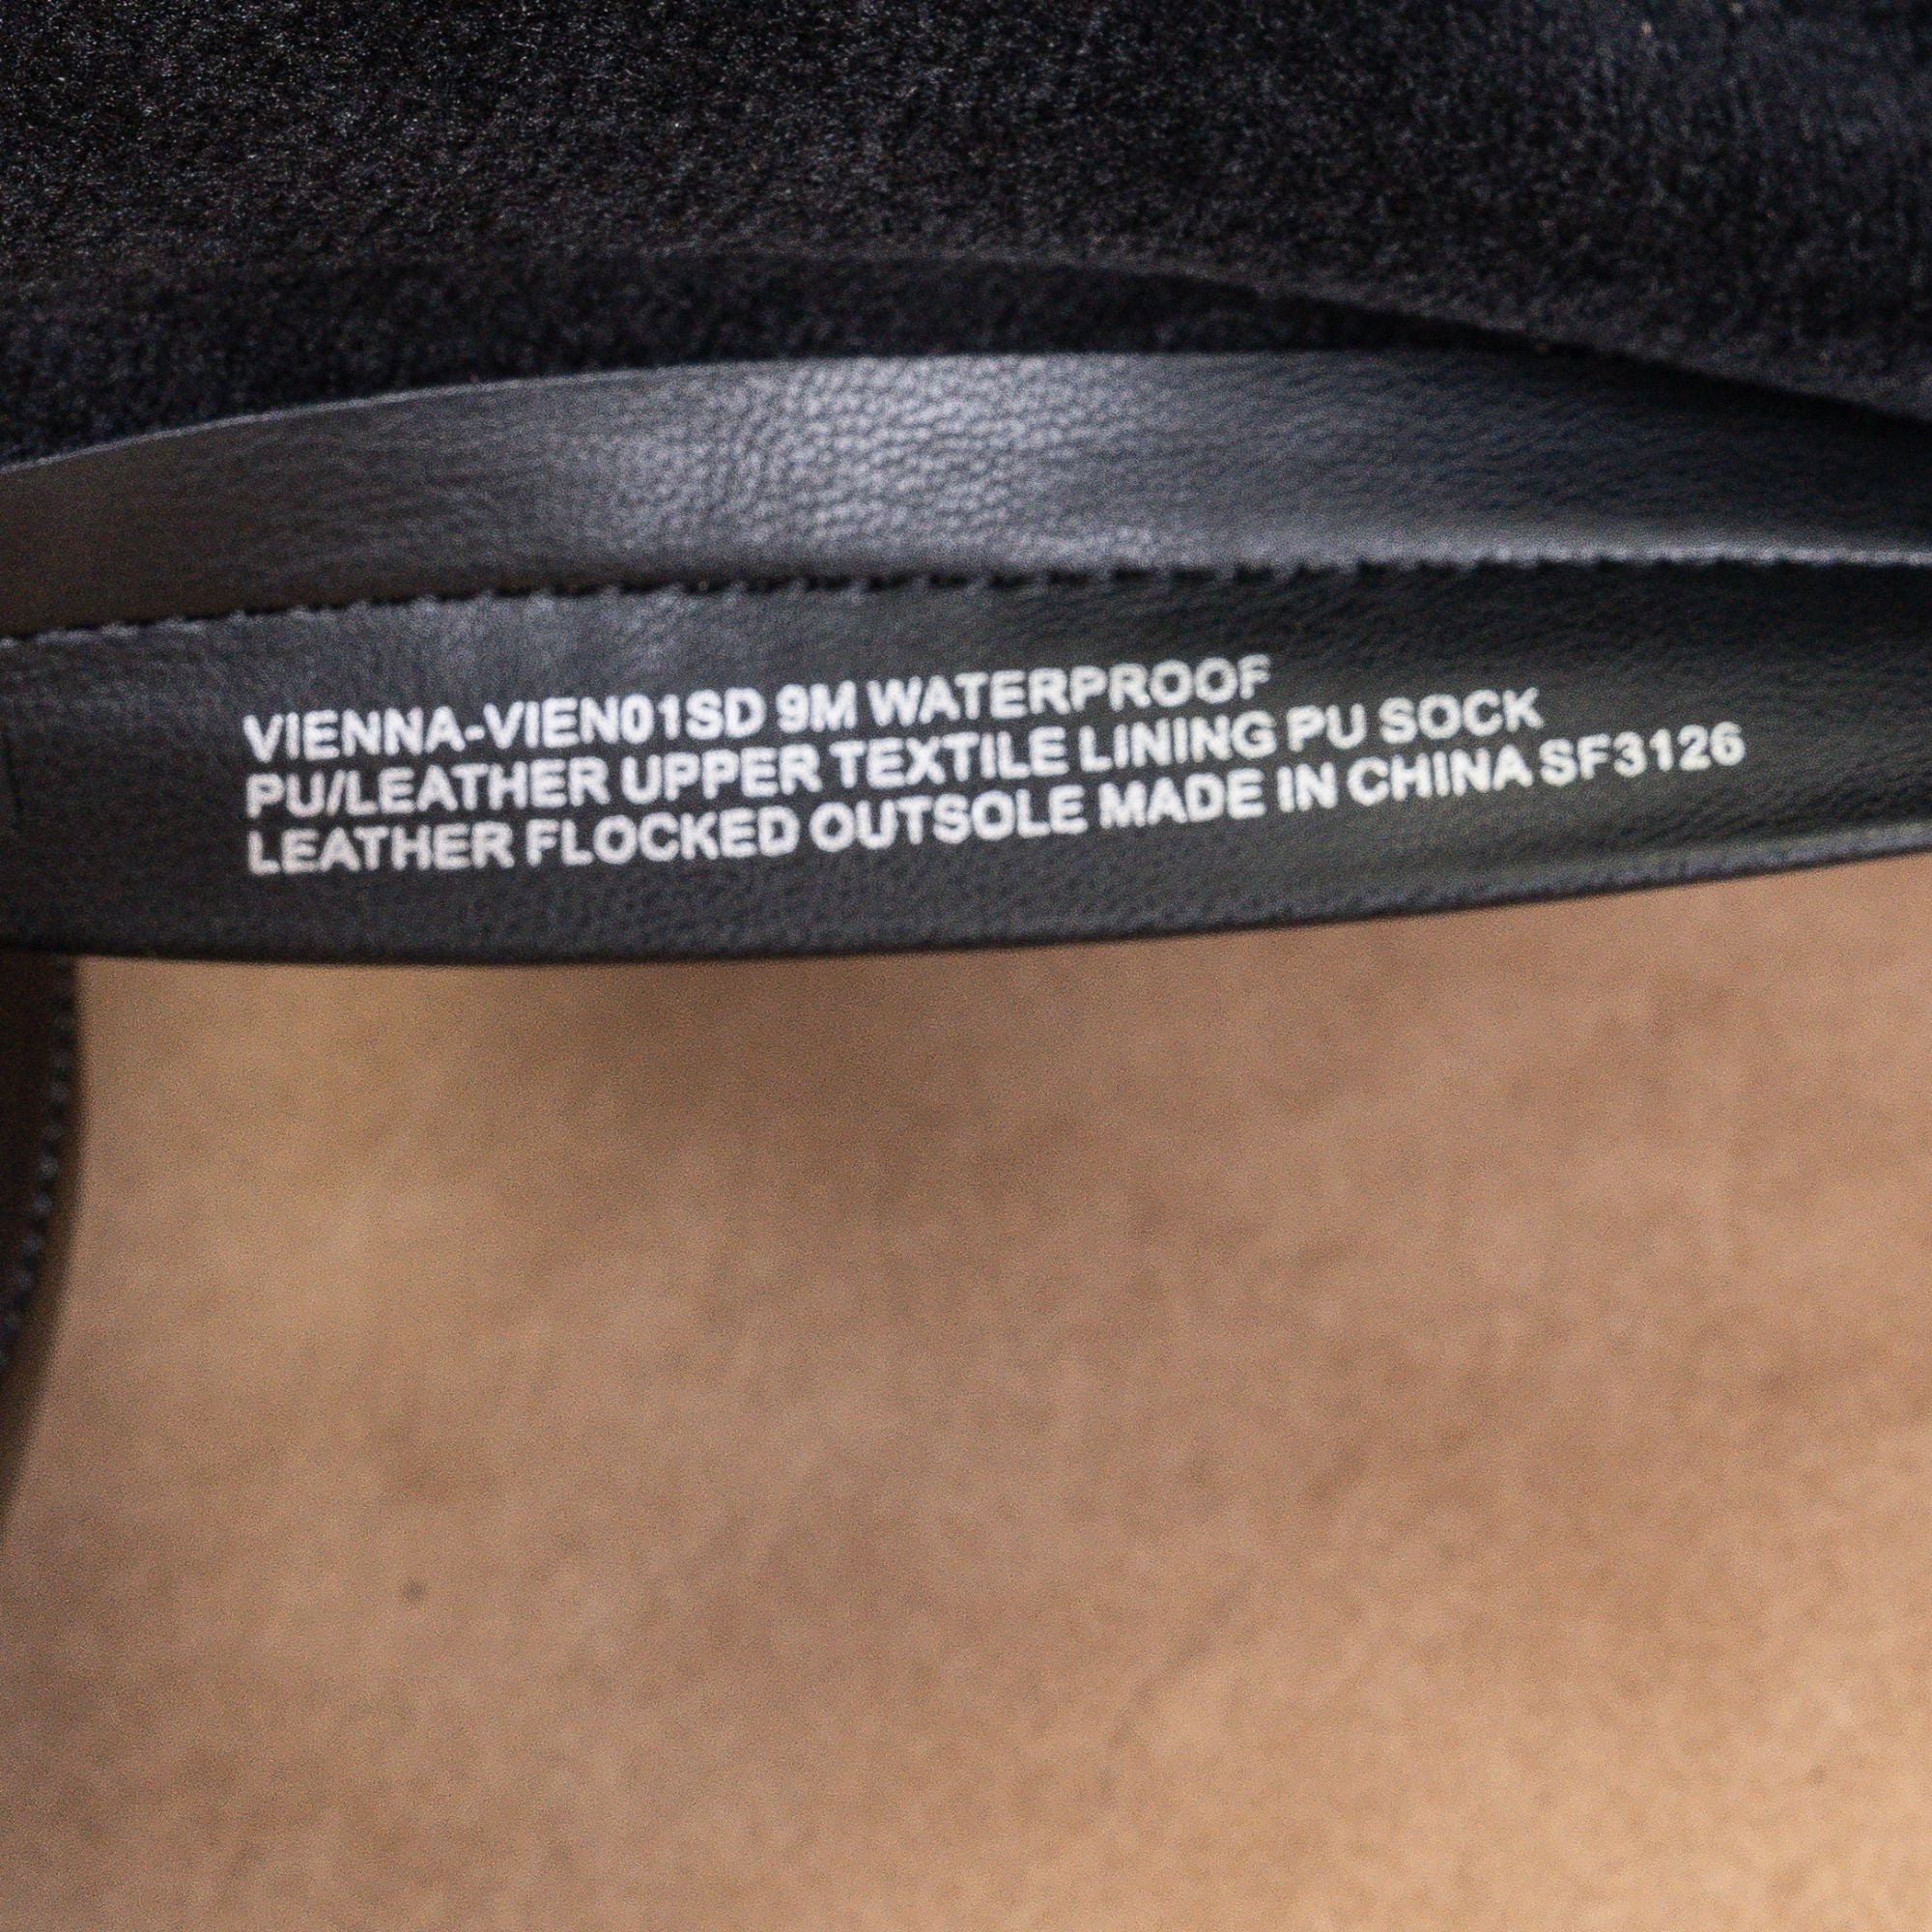 VIENNA-VIEN01SD 9M WATERPROOF
PU/LEATHER UPPER TEXTILE LINING PU SOCK
LEATHER FLOCKED OUTSOLE MADE IN CHINA SF3126